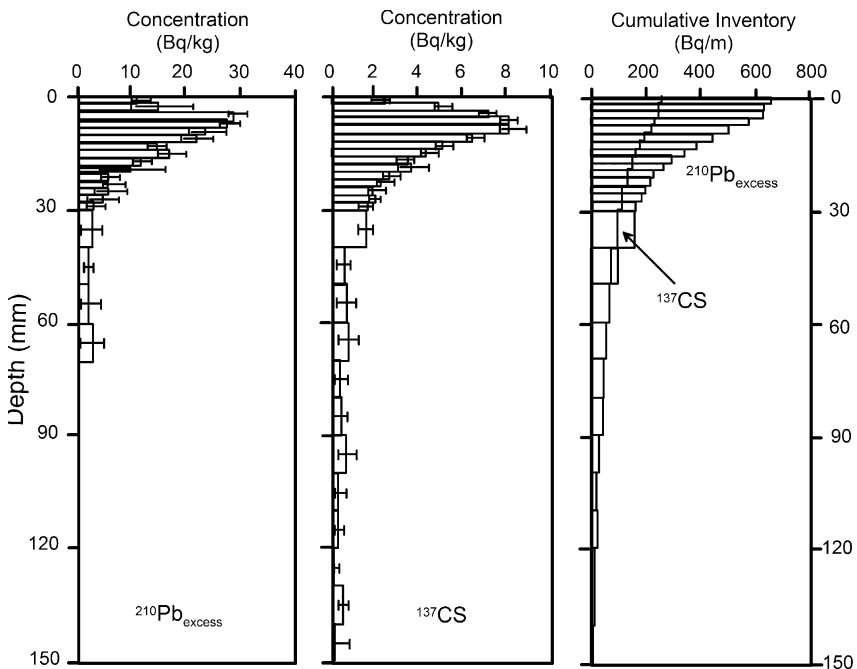 Concentration
(Bq/kg)
Concentration
(Bq/kg)
Cumulative Inventory
(Bq/m)
0 10 20 30 40
0 2 4 6 8 10
0 200 400 600 800
Depth (mm)
0
30
60
90
120
150
0
30
60
90
120
150
210Pbexcess
137CS
210Pbexcess
137CS